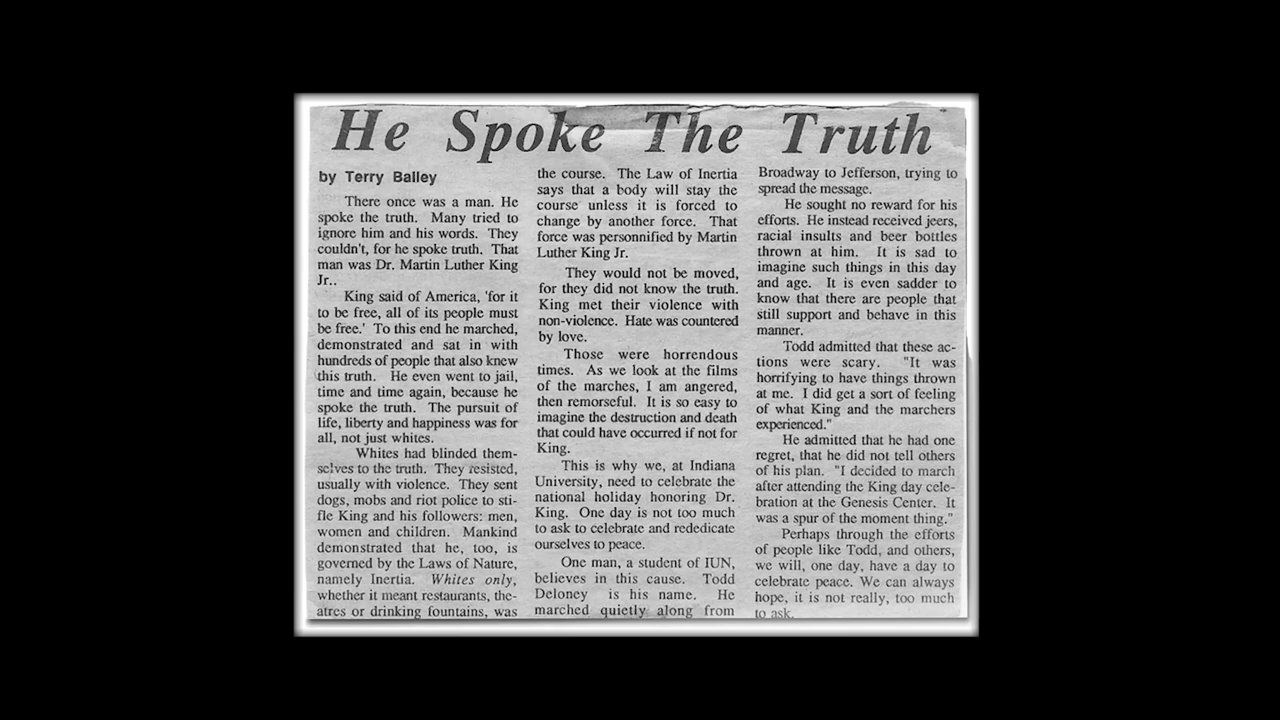 He Spoke The Truth
by Terry Bailey
There once was a man. He
spoke the truth. Many tried to
ignore him and his words. They
couldn't, for he spoke truth. That
man was Dr. Martin Luther King
Jr..
King said of America, 'for it
to be free, all of its people must
be free.' To this end he marched,
demonstrated and sat in with
hundreds of people that also knew
this truth. He even went to jail,
time and time again, because he
spoke the truth. The pursuit of
life, liberty and happiness was for
all, not just whites.
Whites had blinded them-
selves to the truth. They resisted,
usually with violence. They sent
dogs, mobs and riot police to sti-
fle King and his followers: men,
women and children. Mankind
demonstrated that he, too, is
governed by the Laws of Nature,
namely Inertia. Whites only,
whether it meant restaurants, the-
atres or drinking fountains, was
the course. The Law of Inertia
says that a body will stay the
course unless it is forced to
change by another force. That
force was personnified by Martin
Luther King Jr.
They would not be moved,
for they did not know the truth.
King met their violence with
non-violence. Hate was countered
by love.
Those were horrendous
times. As we look at the films
of the marches, I am angered,
then remorseful. It is so easy to
imagine the destruction and death
that could have occurred if not for
King.
This is why we, at Indiana
University, need to celebrate the
national holiday honoring Dr.
King. One day is not too much
to ask to celebrate and rededicate
ourselves to peace.
One man, a student of IUN,
believes in this cause. Todd
Deloney is his name. He
marched quietly along from
Broadway to Jefferson, trying to
spread the message.
He sought no reward for his
efforts. He instead received jeers,
racial insults and beer bottles
thrown at him. It is sad to
imagine such things in this day
and age. It is even sadder to
know that there are people that
still support and behave in this
manner.
Todd admitted that these ac-
tions were scary. "It was
horrifying to have things thrown
at me. I did get a sort of feeling
of what King and the marchers
experienced."
He admitted that he had one
regret, that he did not tell others
of his plan. "I decided to march
after attending the King day cele-
bration at the Genesis Center. It
was a spur of the moment thing."
Perhaps through the efforts
of people like Todd, and others,
we will, one day, have a day to
celebrate peace. We can always
hope, it is not really, too much
to ask.